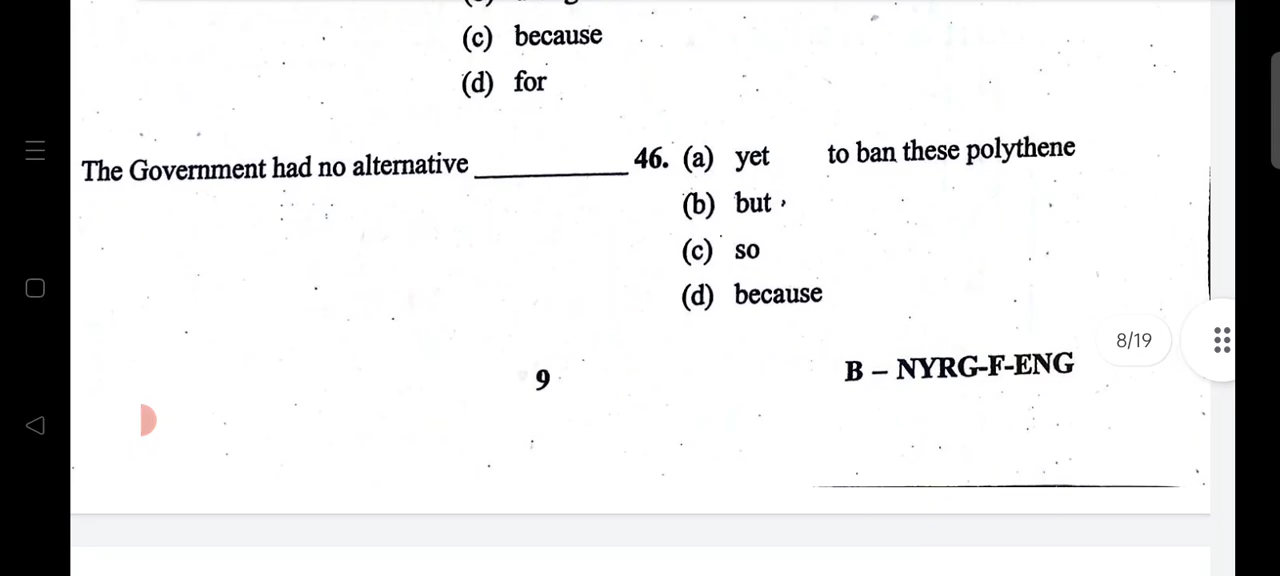 (c) because
(d) for
The Government had no alternative __________ 46. (a) yet to ban these polythene
(b) but
(c) so
(d) because
8/19
9
B – NYRG-F-ENG